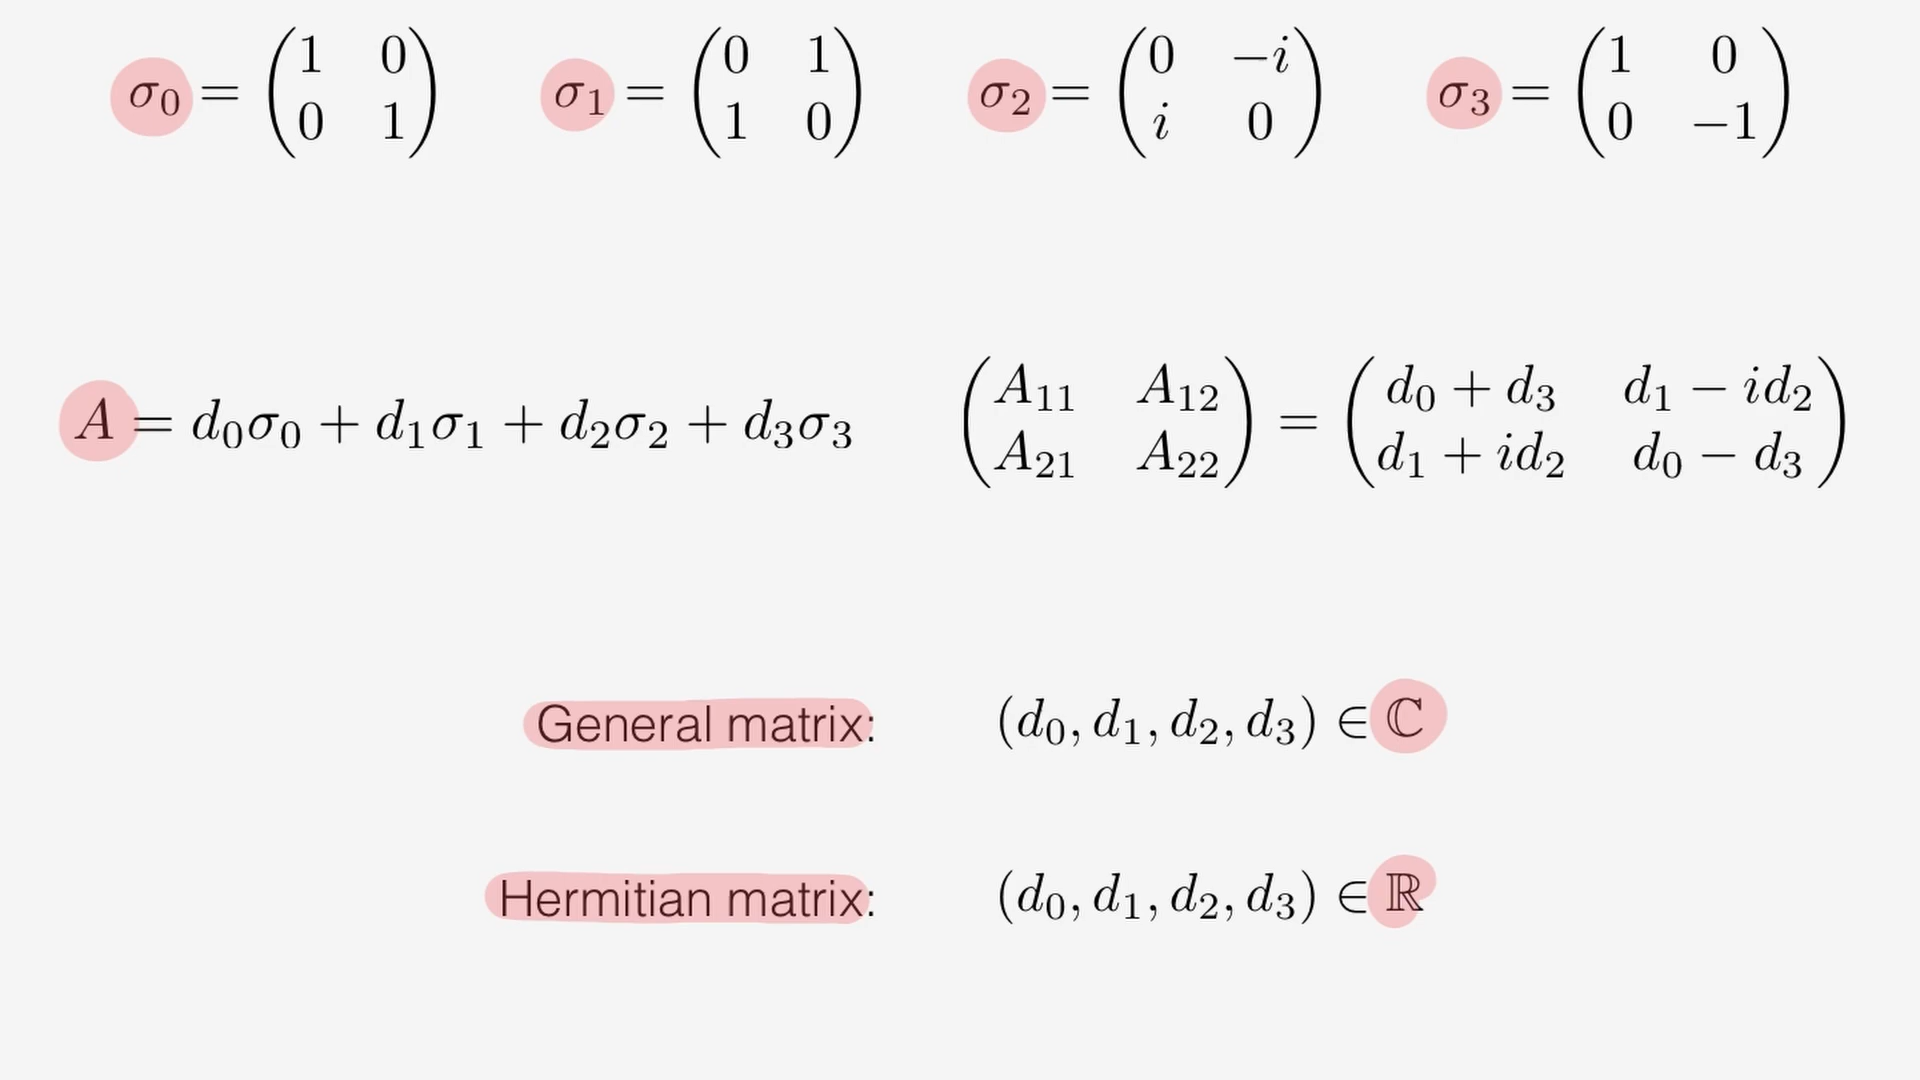 σ₀ = (1 0; 0 1) σ₁ = (0 1; 1 0) σ₂ = (0 −i; i 0) σ₃ = (1 0; 0 −1)
A = d₀σ₀ + d₁σ₁ + d₂σ₂ + d₃σ₃ (A₁₁ A₁₂; A₂₁ A₂₂) = (d₀ + d₃ d₁ − id₂; d₁ + id₂ d₀ − d₃)
General matrix: (d₀, d₁, d₂, d₃) ∈ ℂ
Hermitian matrix: (d₀, d₁, d₂, d₃) ∈ ℝ